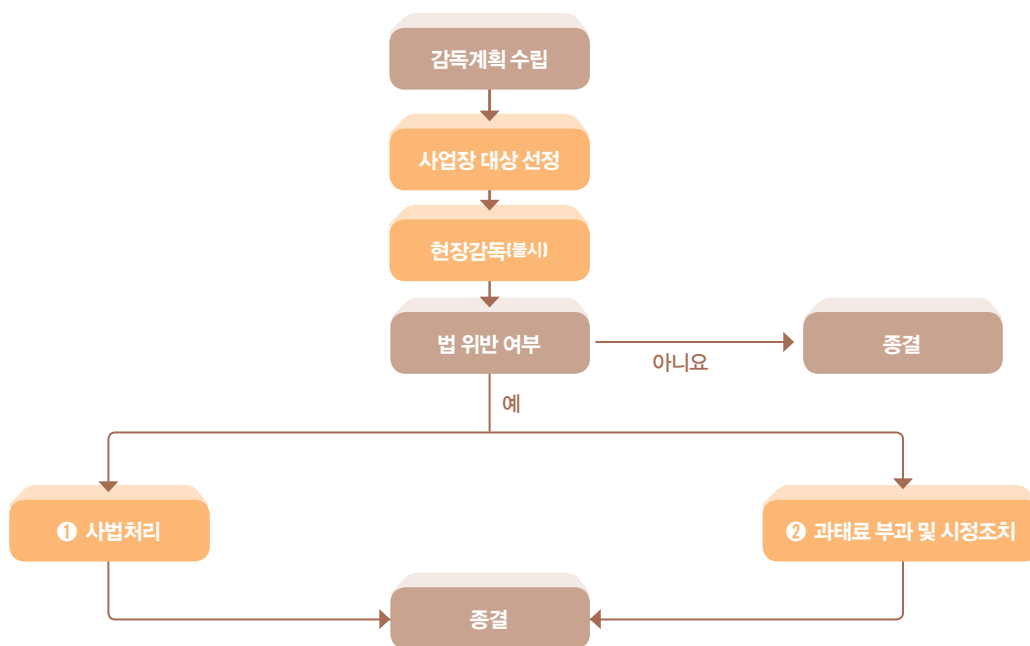 감독계획 수립
사업장 대상 선정
현장감독(불시)
법 위반 여부
종결
아니요
예
❶ 사법처리
❷ 과태료 부과 및 시정조치
종결